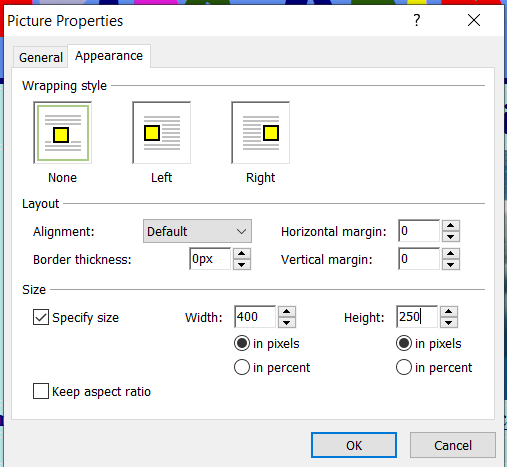 Picture Properties
General Appearance
Wrapping style
None Left Right
Layout
Alignment: Default Horizontal margin: 0
Border thickness: 0px Vertical margin: 0
Size
Specify size Width: 400 Height: 250
in pixels in pixels
in percent in percent
Keep aspect ratio
OK Cancel